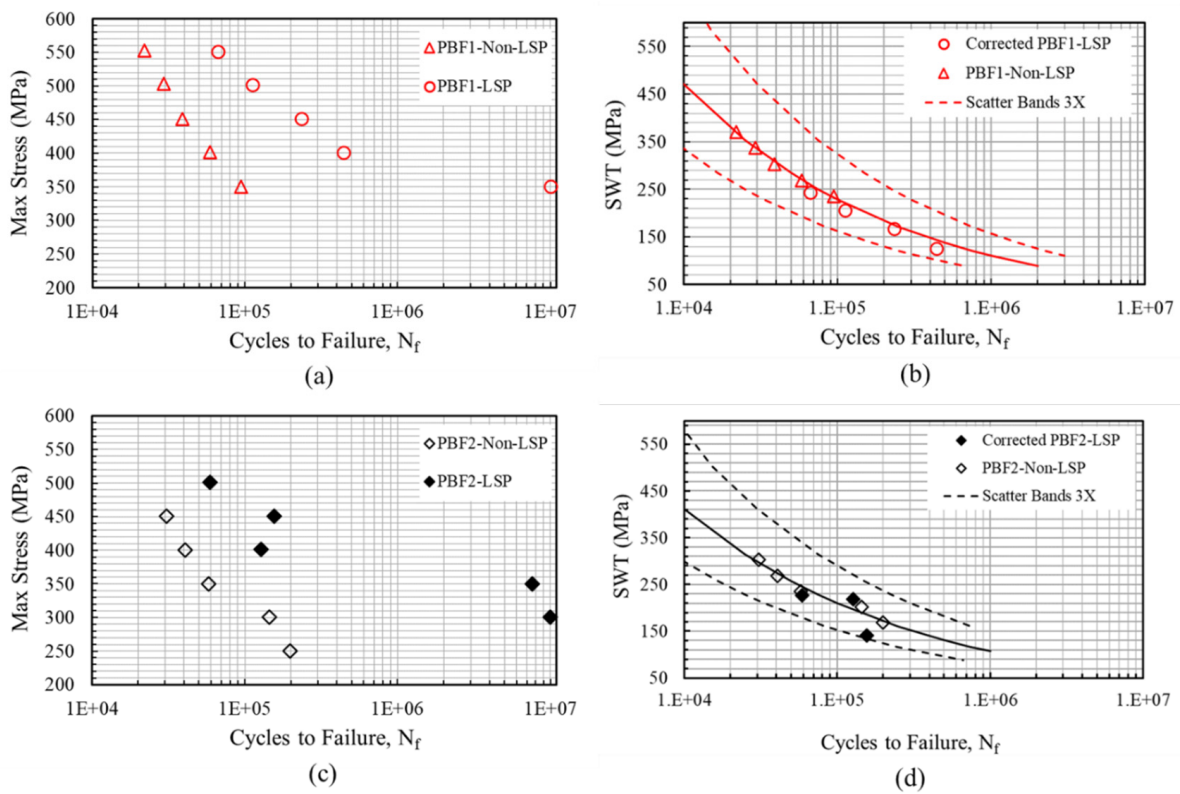 600
550
500
450
400
350
300
250
200
Max Stress (MPa)
PBF1-Non-LSP
PBF1-LSP
1E+04
1E+05
1E+06
1E+07
Cycles to Failure, Nf
(a)
550
450
350
250
150
50
SWT (MPa)
Corrected PBF1-LSP
PBF1-Non-LSP
Scatter Bands 3X
1.E+04
1.E+05
1.E+06
1.E+07
Cycles to Failure, Nf
(b)
600
550
500
450
400
350
300
250
200
Max Stress (MPa)
PBF2-Non-LSP
PBF2-LSP
1E+04
1E+05
1E+06
1E+07
Cycles to Failure, Nf
(c)
550
450
350
250
150
50
SWT (MPa)
Corrected PBF2-LSP
PBF2-Non-LSP
Scatter Bands 3X
1.E+04
1.E+05
1.E+06
1.E+07
Cycles to Failure, Nf
(d)